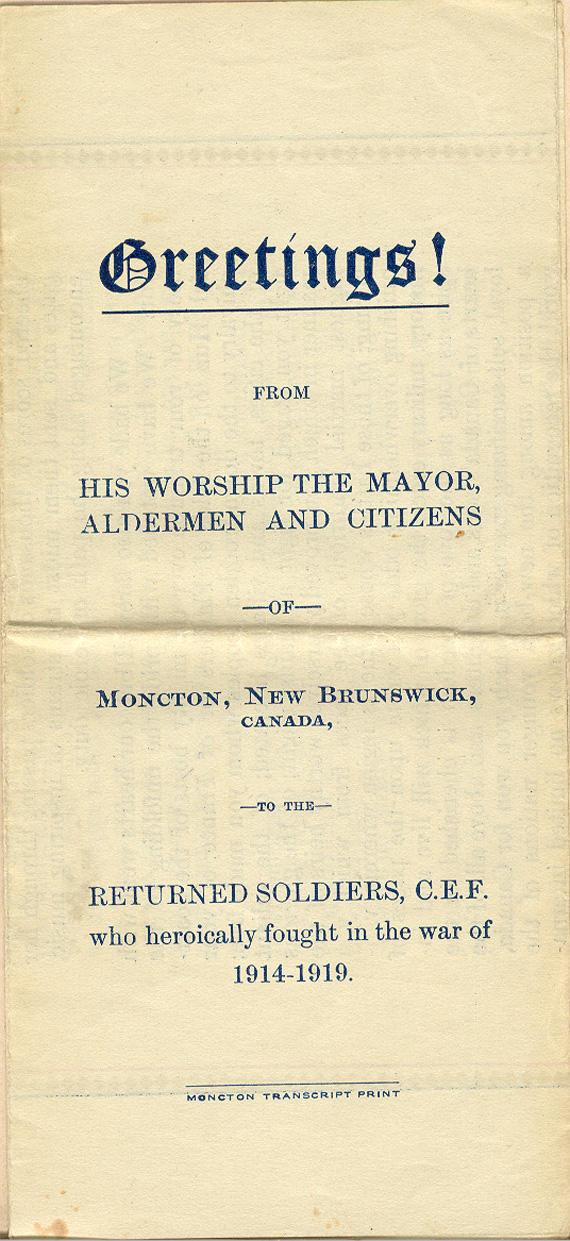 Greetings!
FROM
HIS WORSHIP THE MAYOR,
ALDERMEN AND CITIZENS
—OF—
MONCTON, NEW BRUNSWICK,
CANADA,
—TO THE—
RETURNED SOLDIERS, C.E.F.
who heroically fought in the war of
1914-1919.
MONCTON TRANSCRIPT PRINT